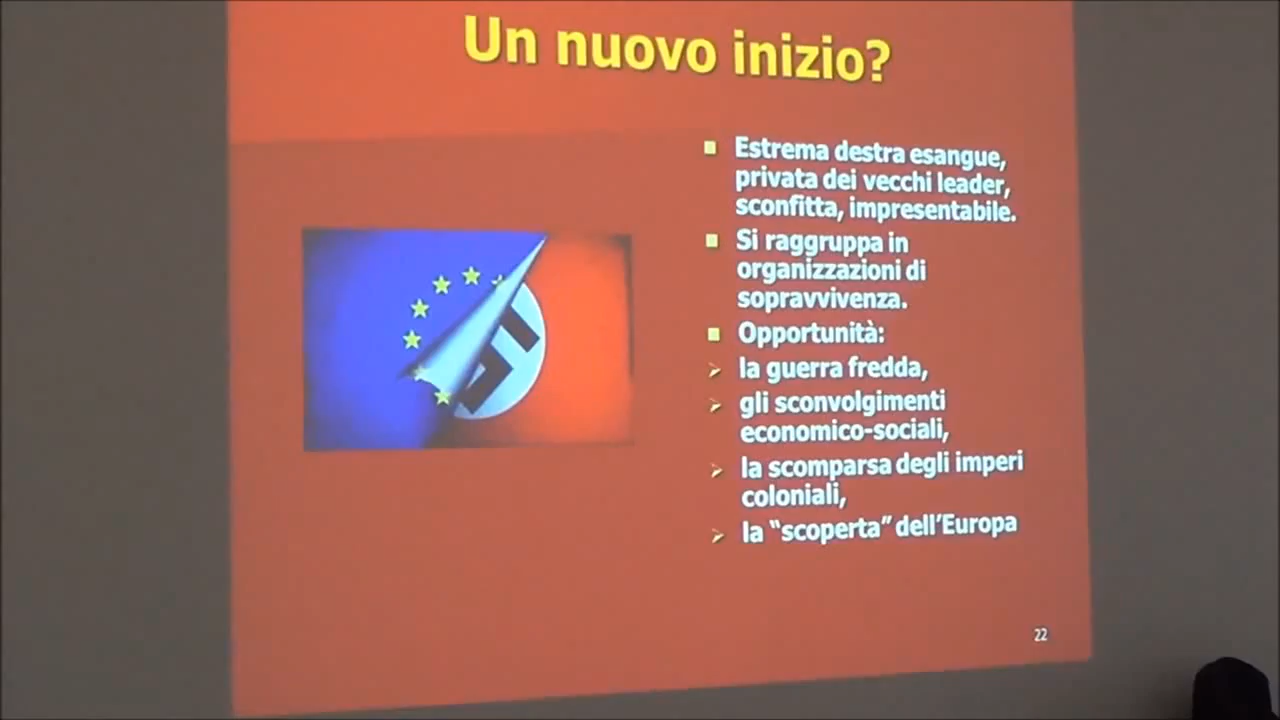 Un nuovo inizio?
Estrema destra esangue,
privata dei vecchi leader,
sconfitta, impresentabile.
Si raggruppa in
organizzazioni di
sopravvivenza.
Opportunità:
la guerra fredda,
gli sconvolgimenti
economico-sociali,
la scomparsa degli imperi
coloniali,
la “scoperta” dell’Europa
22